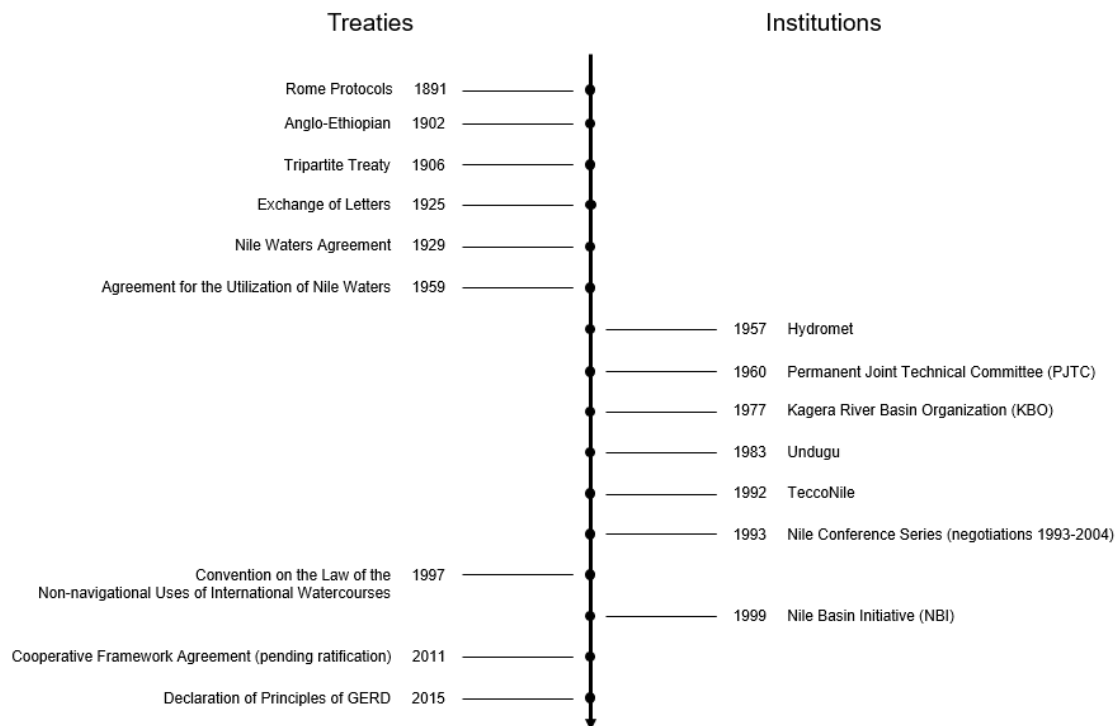 Treaties Institutions
Rome Protocols 1891
Anglo-Ethiopian 1902
Tripartite Treaty 1906
Exchange of Letters 1925
Nile Waters Agreement 1929
Agreement for the Utilization of Nile Waters 1959
1957 Hydromet
1960 Permanent Joint Technical Committee (PJTC)
1977 Kagera River Basin Organization (KBO)
1983 Undugu
1992 TeccoNile
1993 Nile Conference Series (negotiations 1993-2004)
Convention on the Law of the 1997
Non-navigational Uses of International Watercourses
1999 Nile Basin Initiative (NBI)
Cooperative Framework Agreement (pending ratification) 2011
Declaration of Principles of GERD 2015